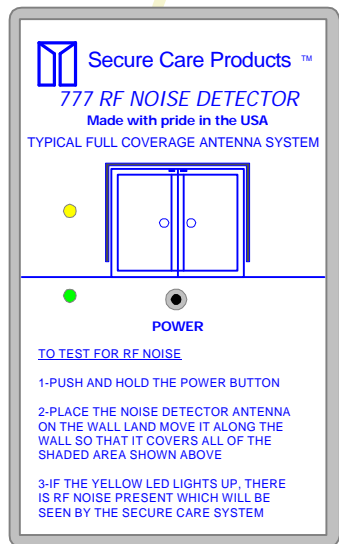 Secure Care Products ™
777 RF NOISE DETECTOR
Made with pride in the USA
TYPICAL FULL COVERAGE ANTENNA SYSTEM
POWER
TO TEST FOR RF NOISE
1-PUSH AND HOLD THE POWER BUTTON
2-PLACE THE NOISE DETECTOR ANTENNA
ON THE WALL LAND MOVE IT ALONG THE
WALL SO THAT IT COVERS ALL OF THE
SHADED AREA SHOWN ABOVE
3-IF THE YELLOW LED LIGHTS UP, THERE
IS RF NOISE PRESENT WHICH WILL BE
SEEN BY THE SECURE CARE SYSTEM